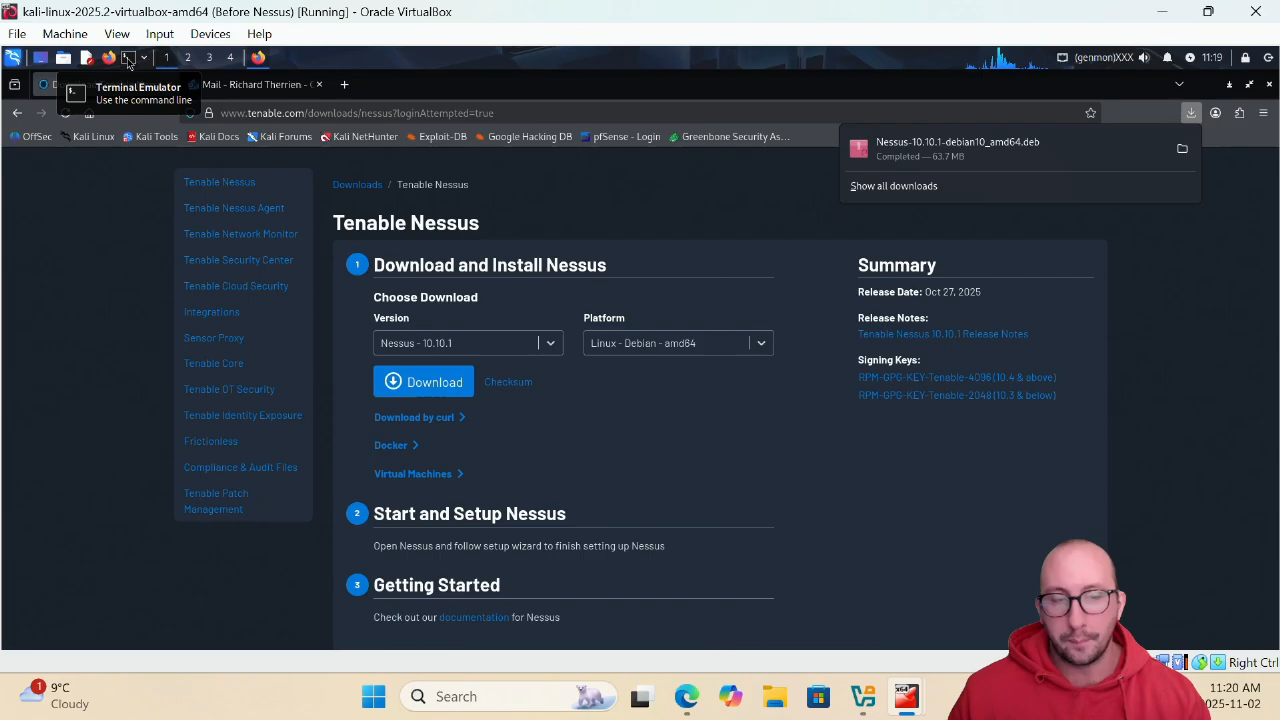 kali-linux-2025.2-virtualbox-amd64 (Before Nessus) [Running] - Oracle VirtualBox
File Machine View Input Devices Help
1 2 3 4 (genmon)XXX 11:19
Mail - Richard Therrien -
Terminal Emulator
Use the command line
www.tenable.com/downloads/nessus?loginAttempted=true
OffSec Kali Linux Kali Tools Kali Docs Kali Forums Kali NetHunter Exploit-DB Google Hacking DB pfSense - Login Greenbone Security As...
Nessus-10.10.1-debian10_amd64.deb
Completed — 63.7 MB
Show all downloads
Tenable Nessus
Tenable Nessus Agent
Tenable Network Monitor
Tenable Security Center
Tenable Cloud Security
Integrations
Sensor Proxy
Tenable Core
Tenable OT Security
Tenable Identity Exposure
Frictionless
Compliance & Audit Files
Tenable Patch
Management
Downloads / Tenable Nessus
Tenable Nessus
1 Download and Install Nessus
Choose Download
Version Platform
Nessus - 10.10.1 Linux - Debian - amd64
Download Checksum
Download by curl
Docker
Virtual Machines
2 Start and Setup Nessus
Open Nessus and follow setup wizard to finish setting up Nessus
3 Getting Started
Check out our documentation for Nessus
Summary
Release Date: Oct 27, 2025
Release Notes:
Tenable Nessus 10.10.1 Release Notes
Signing Keys:
RPM-GPG-KEY-Tenable-4096 (10.4 & above)
RPM-GPG-KEY-Tenable-2048 (10.3 & below)
Right Ctrl
1
9°C
Cloudy
Search
11:20 AM
2025-11-02